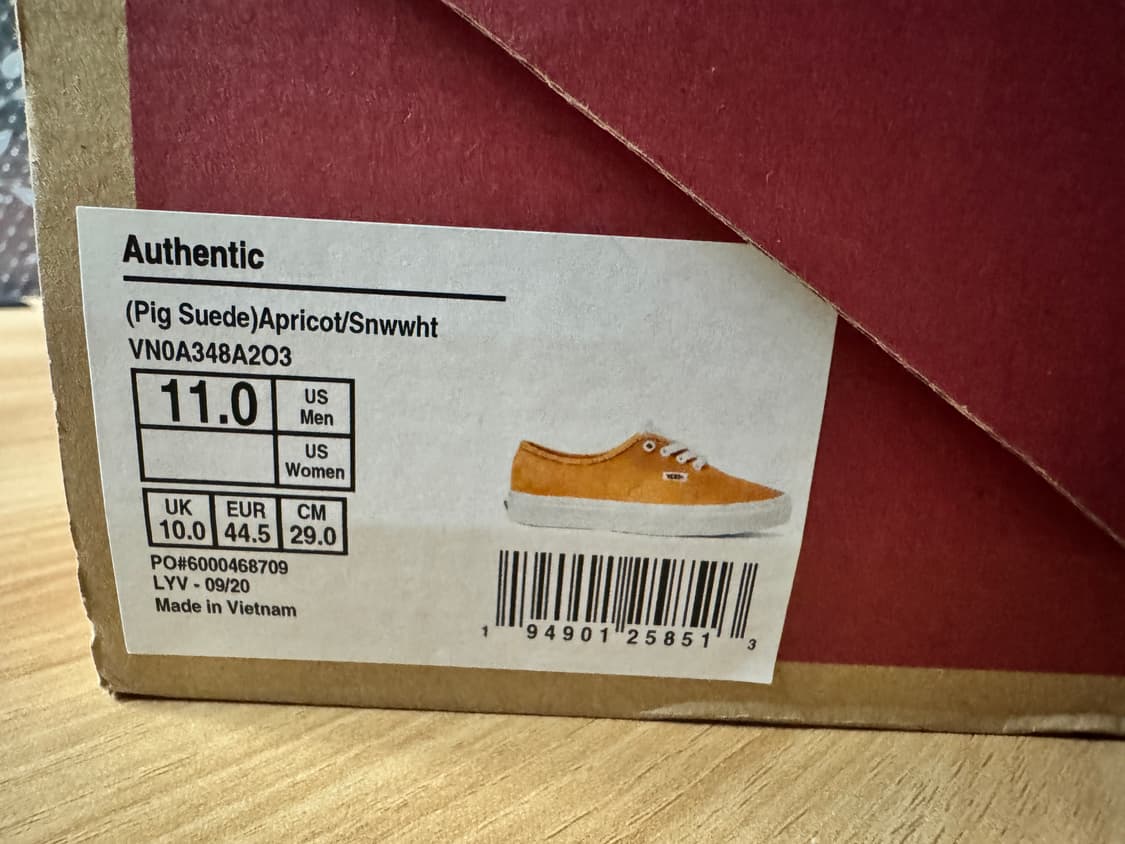 Authentic
(Pig Suede)Apricot/Snwwht
VN0A348A2O3
11.0 US Men
US Women
UK EUR CM
10.0 44.5 29.0
PO#6000468709
LYV - 09/20
Made in Vietnam
1 94901 25851 3